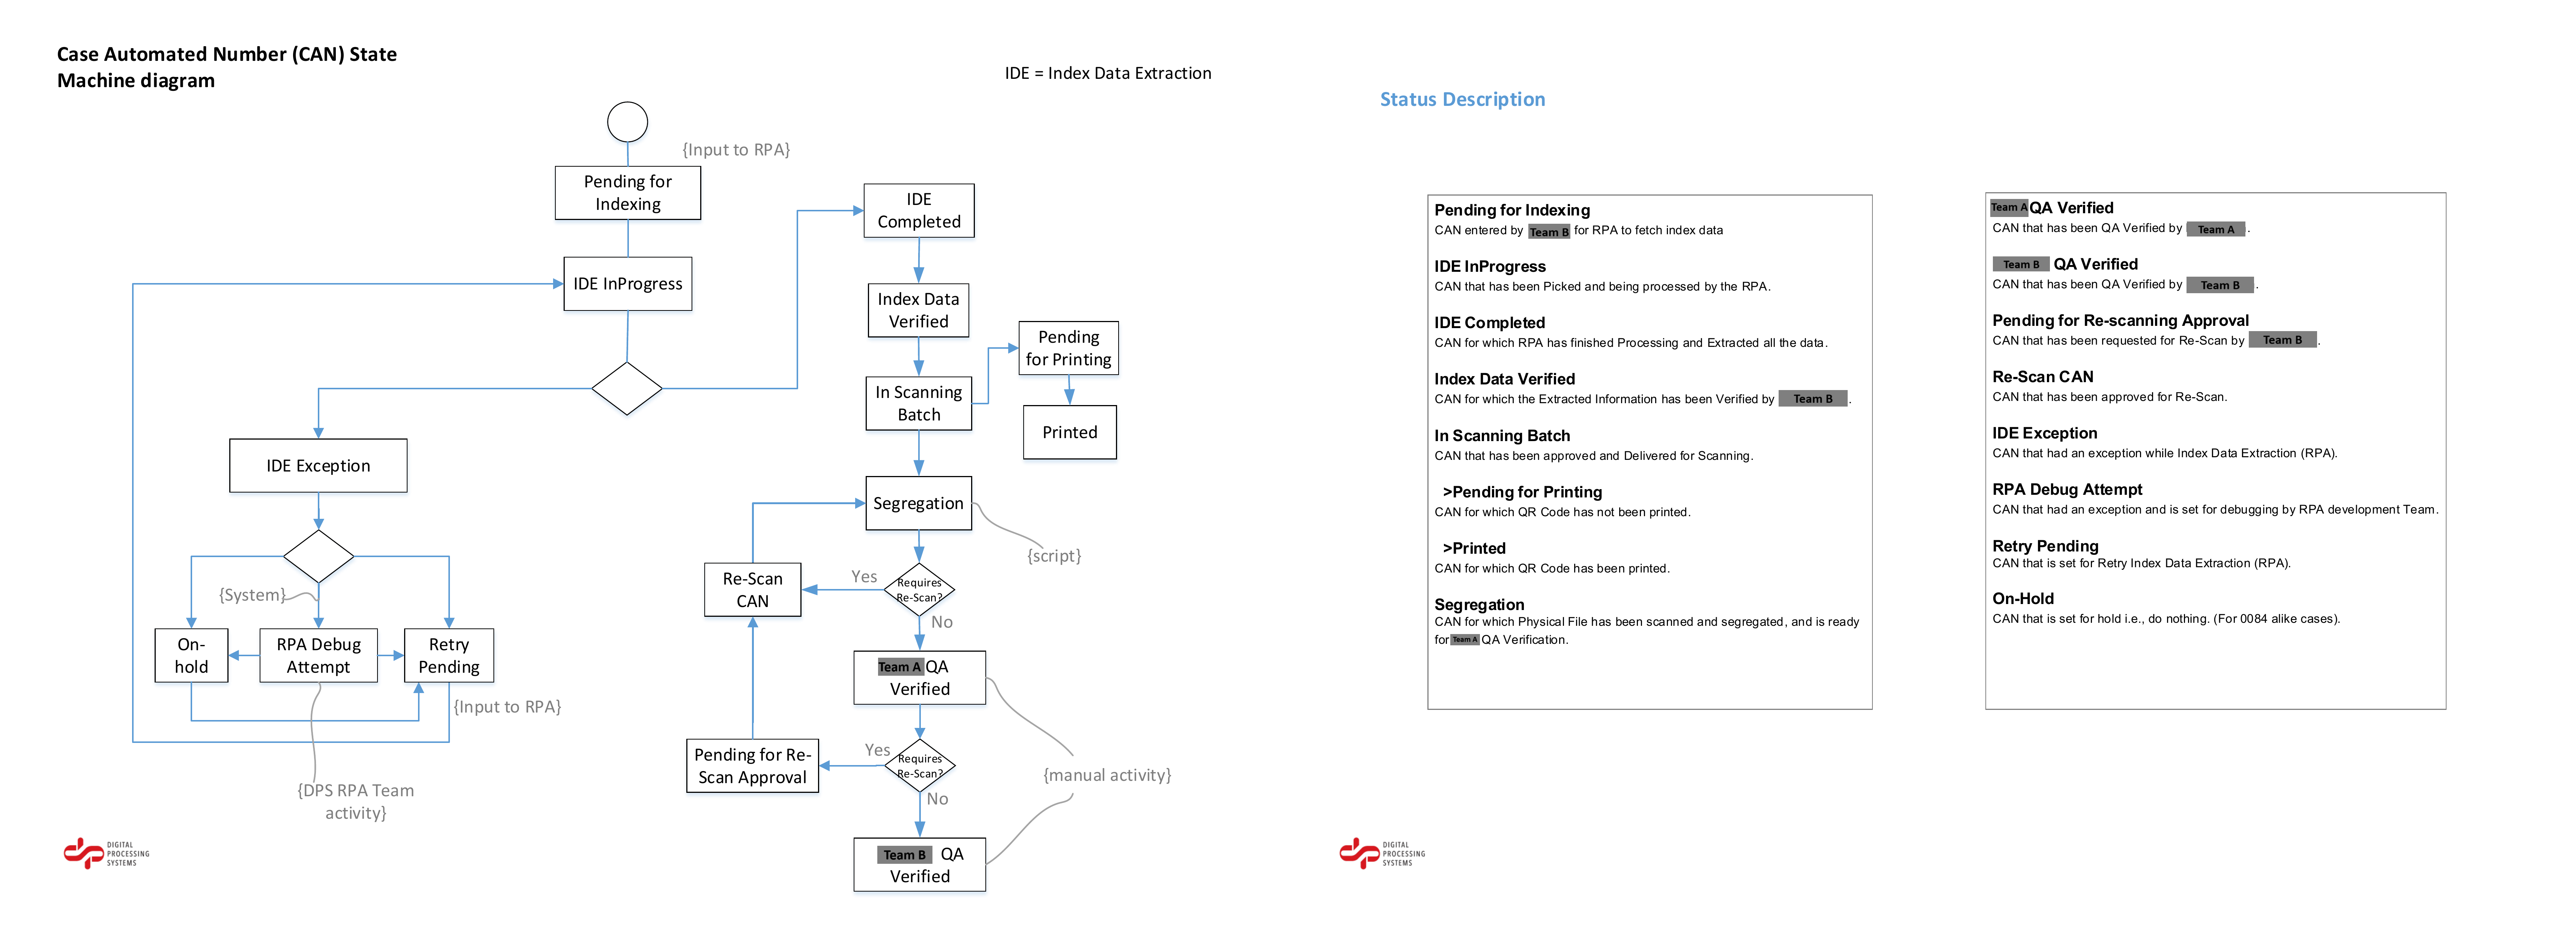 Case Automated Number (CAN) State
Machine diagram
IDE = Index Data Extraction
{Input to RPA}
Pending for
Indexing
IDE InProgress
IDE
Completed
Index Data
Verified
Pending
for Printing
In Scanning
Batch
Printed
IDE Exception
Segregation
{script}
{System}
Re-Scan
CAN
Yes
Requires
Re-Scan?
No
On-
hold
RPA Debug
Attempt
Retry
Pending
{Input to RPA}
Team A QA
Verified
Pending for Re-
Scan Approval
Yes
Requires
Re-Scan?
No
{manual activity}
{DPS RPA Team
activity}
Team B QA
Verified
DIGITAL
PROCESSING
SYSTEMS
Status Description
Pending for Indexing
CAN entered by Team B for RPA to fetch index data
IDE InProgress
CAN that has been Picked and being processed by the RPA.
IDE Completed
CAN for which RPA has finished Processing and Extracted all the data.
Index Data Verified
CAN for which the Extracted Information has been Verified by Team B .
In Scanning Batch
CAN that has been approved and Delivered for Scanning.
>Pending for Printing
CAN for which QR Code has not been printed.
>Printed
CAN for which QR Code has been printed.
Segregation
CAN for which Physical File has been scanned and segregated, and is ready
for Team A QA Verification.
Team A QA Verified
CAN that has been QA Verified by Team A .
Team B QA Verified
CAN that has been QA Verified by Team B .
Pending for Re-scanning Approval
CAN that has been requested for Re-Scan by Team B .
Re-Scan CAN
CAN that has been approved for Re-Scan.
IDE Exception
CAN that had an exception while Index Data Extraction (RPA).
RPA Debug Attempt
CAN that had an exception and is set for debugging by RPA development Team.
Retry Pending
CAN that is set for Retry Index Data Extraction (RPA).
On-Hold
CAN that is set for hold i.e., do nothing. (For 0084 alike cases).
DIGITAL
PROCESSING
SYSTEMS